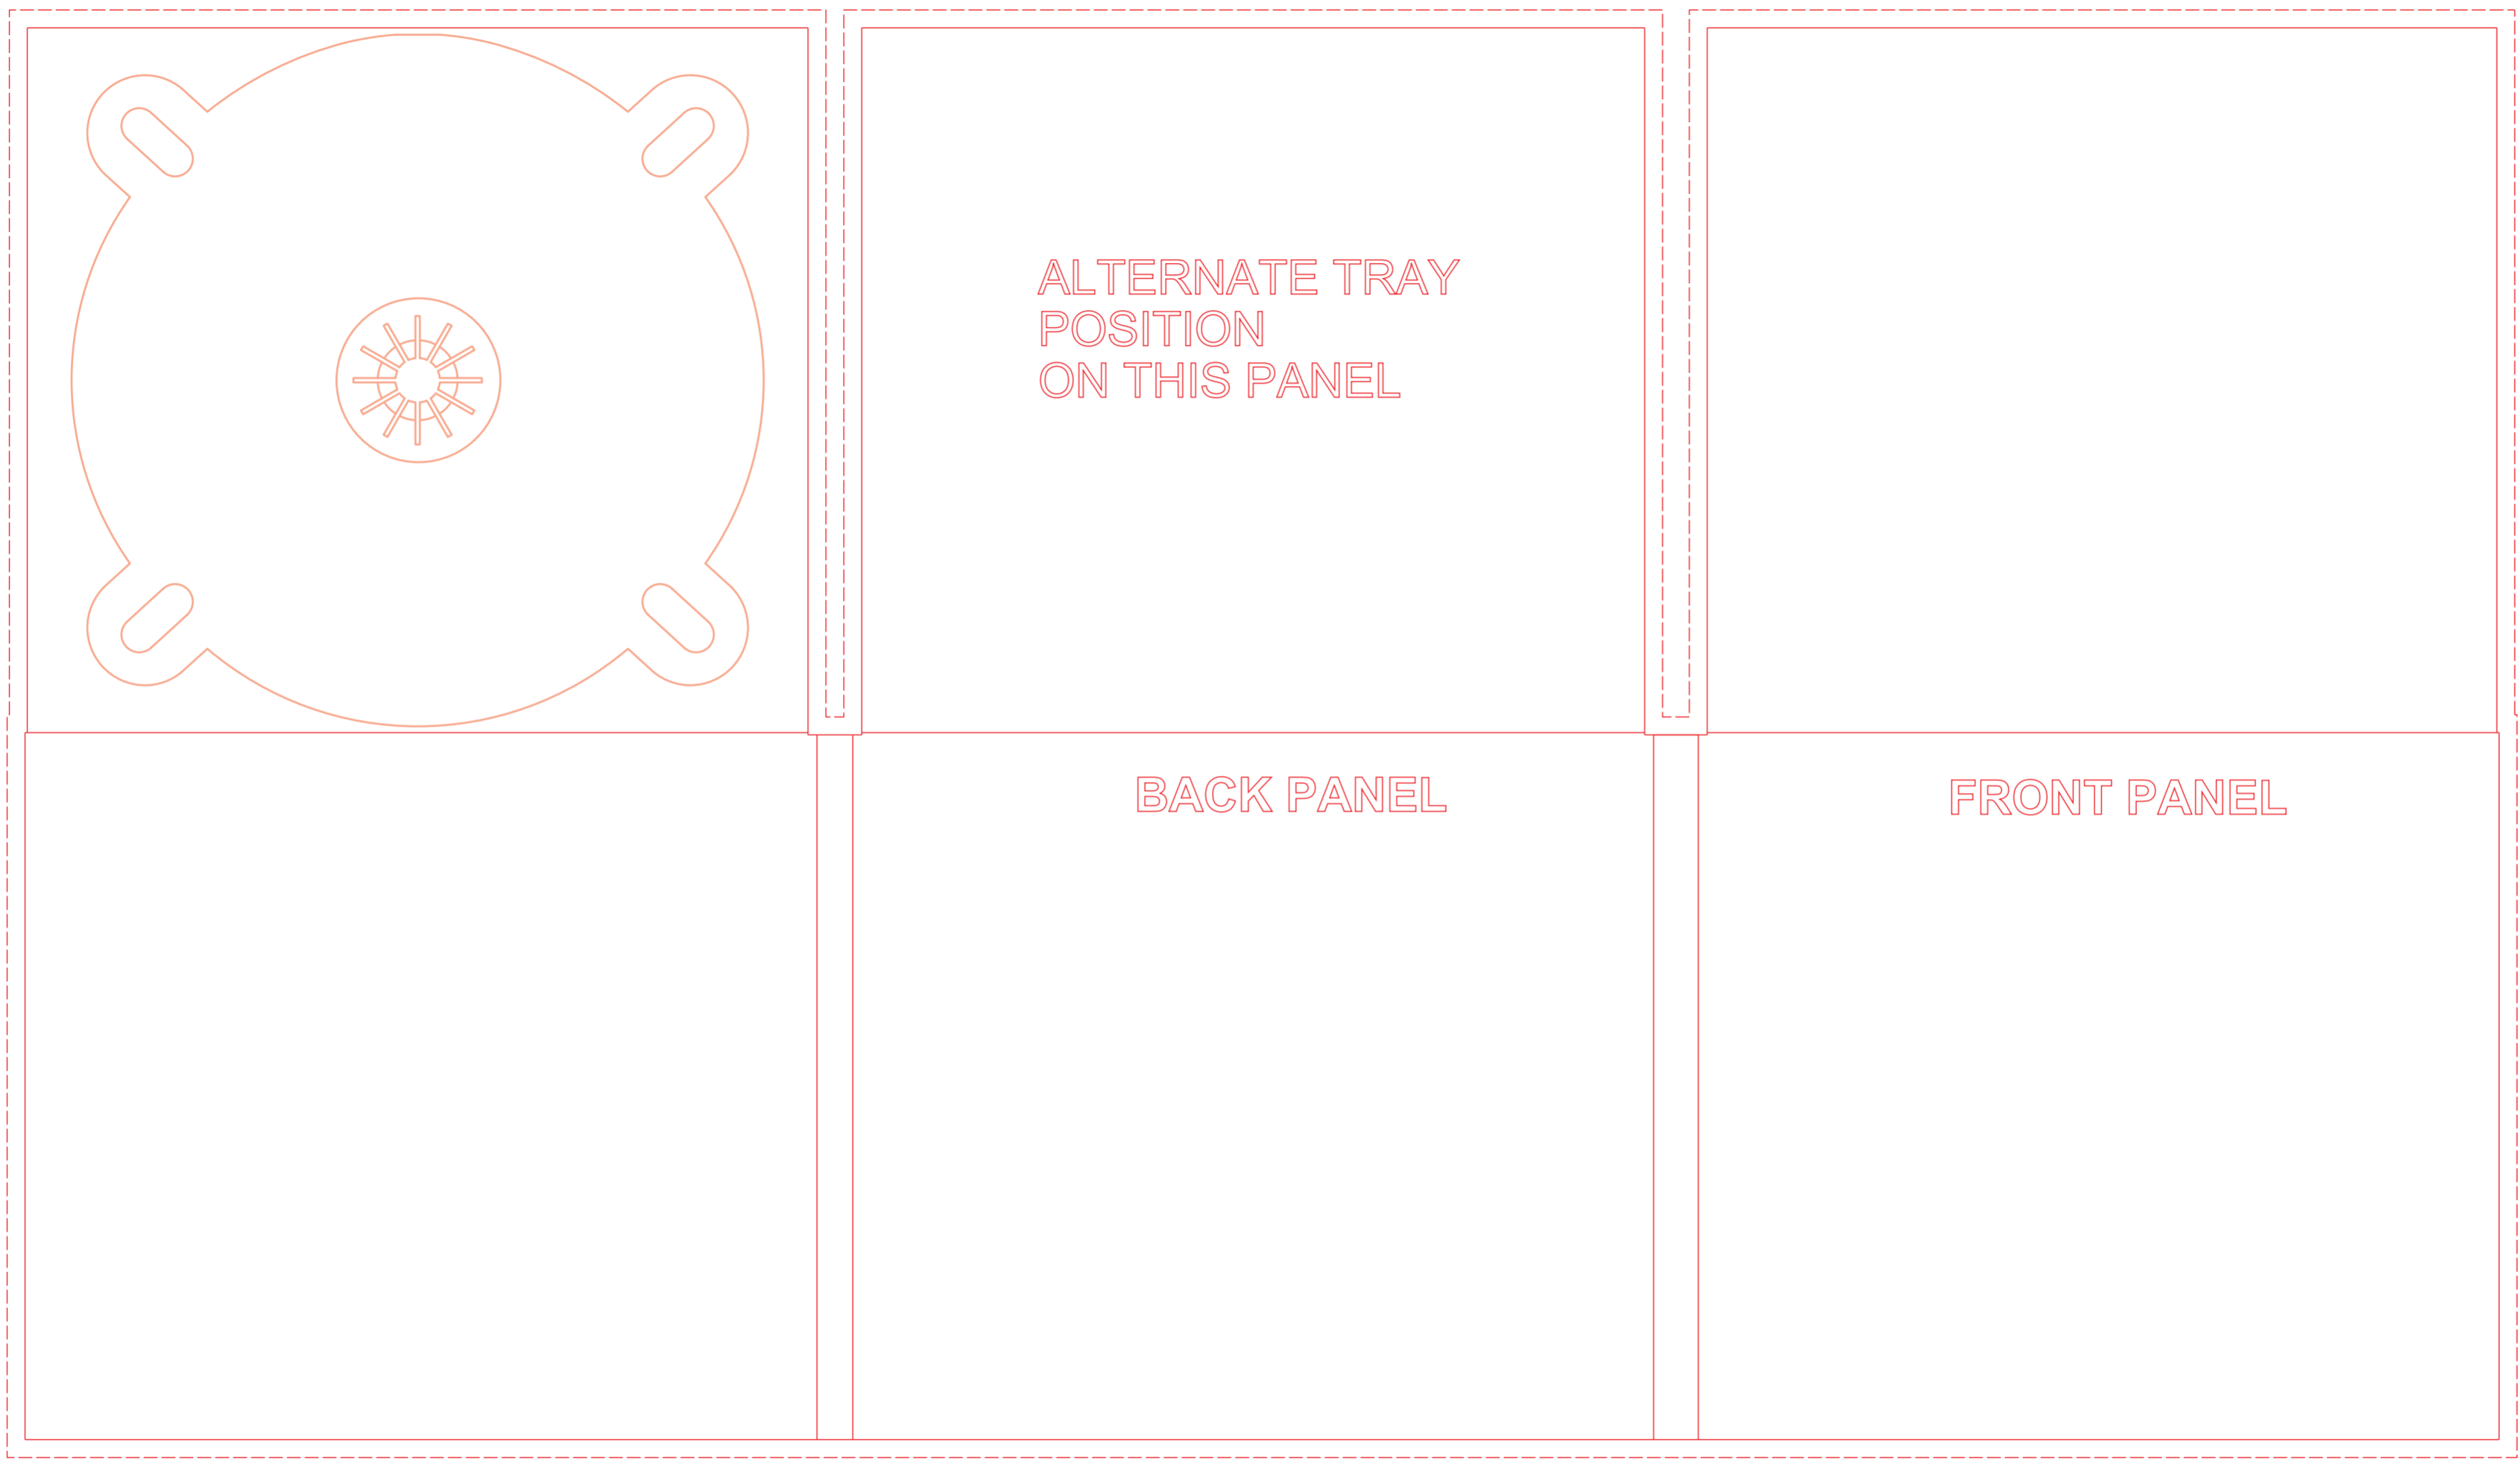 ALTERNATE TRAY
POSITION
ON THIS PANEL
BACK PANEL
FRONT PANEL